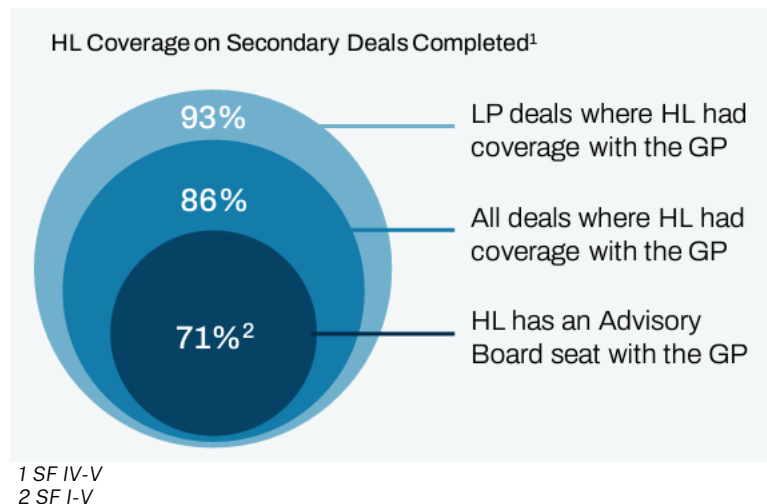 HL Coverage on Secondary Deals Completed¹
93%
LP deals where HL had
coverage with the GP
86%
All deals where HL had
coverage with the GP
71%²
HL has an Advisory
Board seat with the GP
1 SF IV-V
2 SF I-V